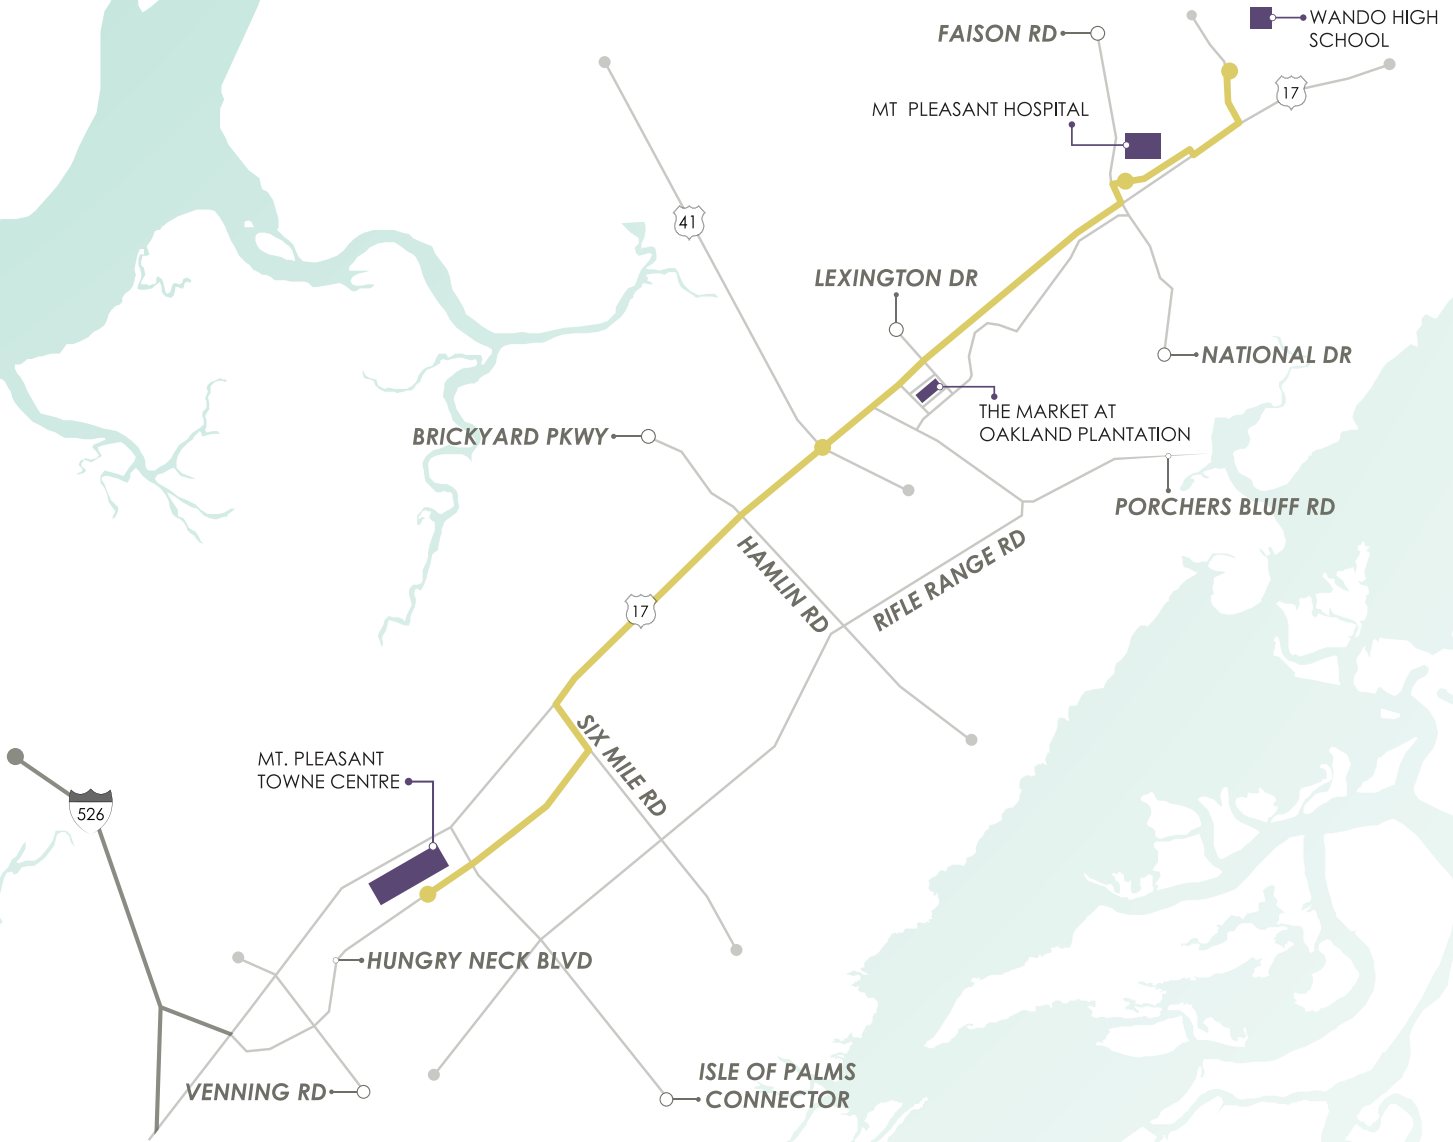 WANDO HIGH
SCHOOL
FAISON RD
17
MT PLEASANT HOSPITAL
41
LEXINGTON DR
NATIONAL DR
THE MARKET AT
OAKLAND PLANTATION
BRICKYARD PKWY
PORCHERS BLUFF RD
HAMLIN RD
RIFLE RANGE RD
17
SIX MILE RD
MT. PLEASANT
TOWNE CENTRE
526
HUNGRY NECK BLVD
VENNING RD
ISLE OF PALMS
CONNECTOR